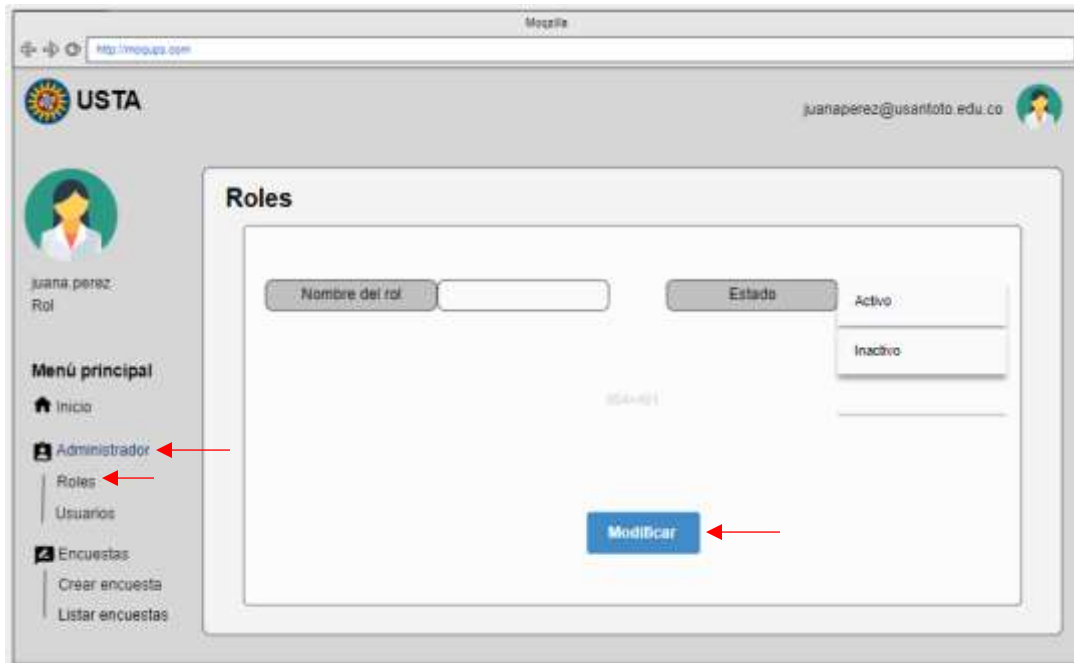 Moqzilla
http://moqups.com
USTA
juanaperez@usantoto.edu.co
Roles
juana.perez
Rol
Nombre del rol
Estado
Activo
Inactivo
Menú principal
Inicio
Administrador
Roles
Usuarios
Modificar
Encuestas
Crear encuesta
Listar encuestas